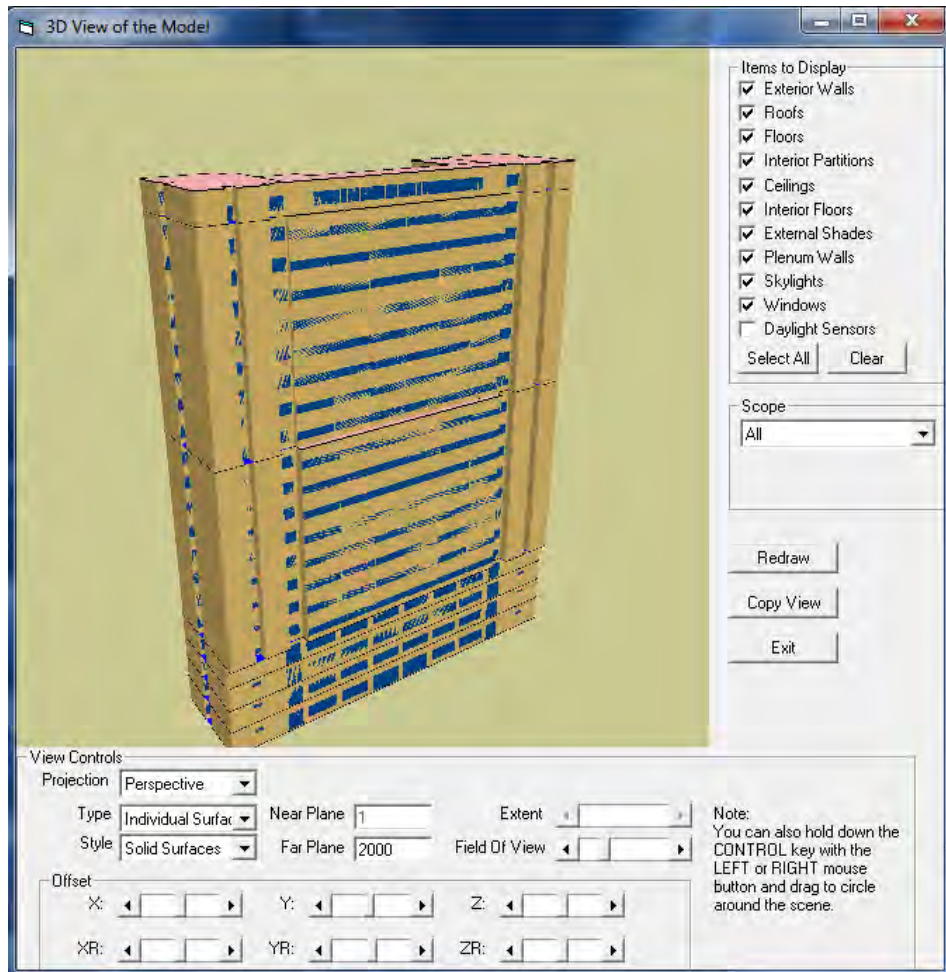 3D View of the Model
Items to Display
Exterior Walls
Roofs
Floors
Interior Partitions
Ceilings
Interior Floors
External Shades
Plenum Walls
Skylights
Windows
Daylight Sensors
Select All Clear
Scope
All
Redraw
Copy View
Exit
View Controls
Projection Perspective
Type Individual Surfac Near Plane 1 Extent
Style Solid Surfaces Far Plane 2000 Field Of View
Note:
You can also hold down the
CONTROL key with the
LEFT or RIGHT mouse
button and drag to circle
around the scene.
Offset
X: Y: Z:
XR: YR: ZR: